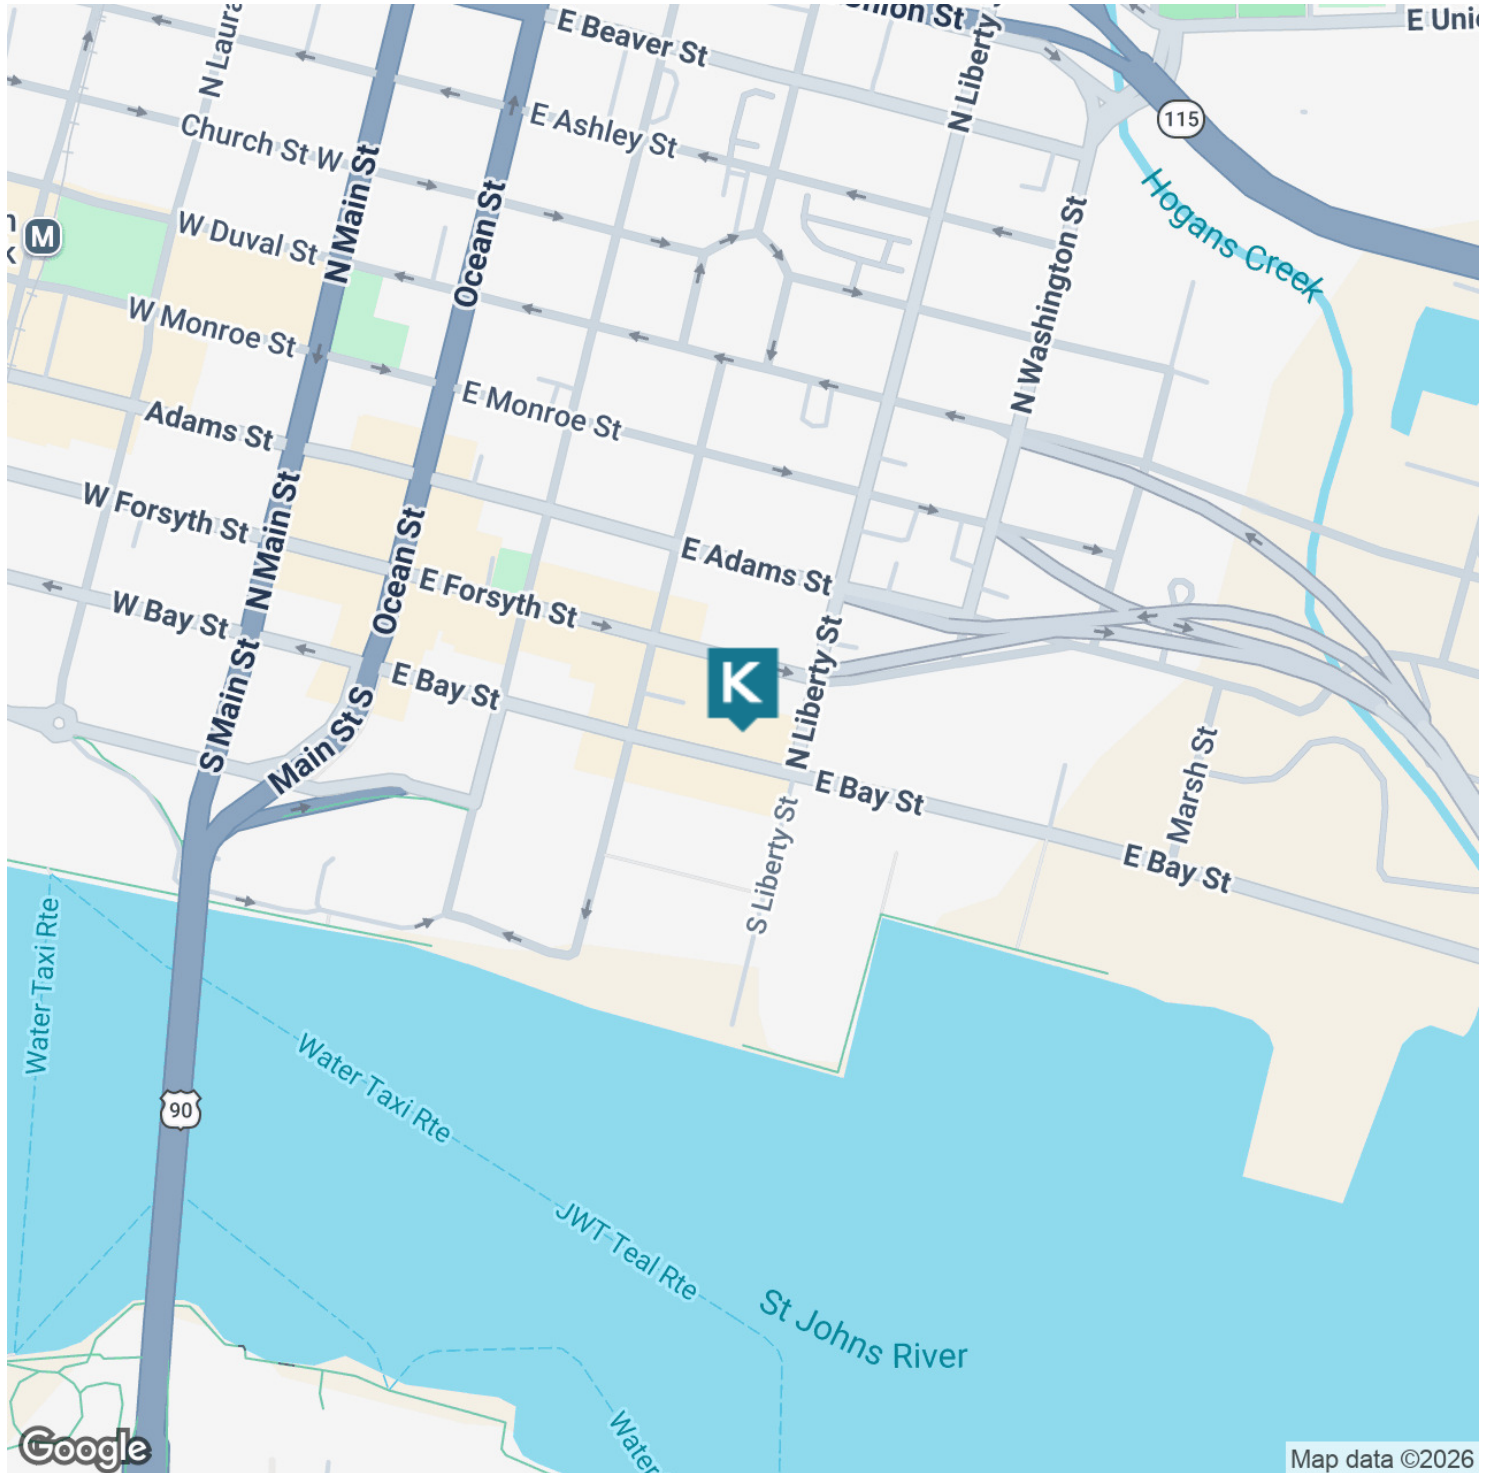 E Beaver St
Union St
N Liberty
E Uni
N Laura
115
E Ashley St
Church St W
N Main St
Ocean St
Hogans Creek
W Duval St
M
N Washington St
W Monroe St
E Monroe St
Adams St
W Forsyth St
N Main St
Ocean St
E Adams St
E Forsyth St
W Bay St
E Bay St
K
N Liberty St
S Main St
Main St S
E Bay St
Marsh St
E Bay St
S Liberty St
Water Taxi Rte
Water Taxi Rte
90
JWT Teal Rte
St Johns River
Water
Google
Map data ©2026